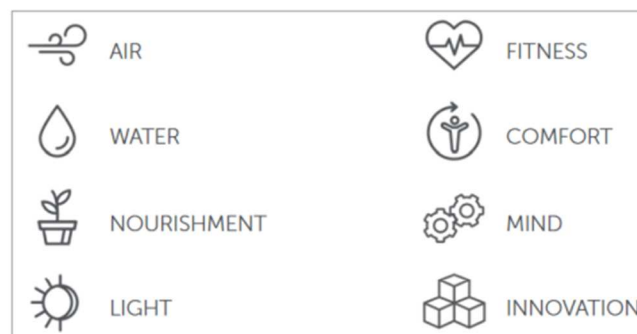 AIR
FITNESS
WATER
COMFORT
NOURISHMENT
MIND
LIGHT
INNOVATION